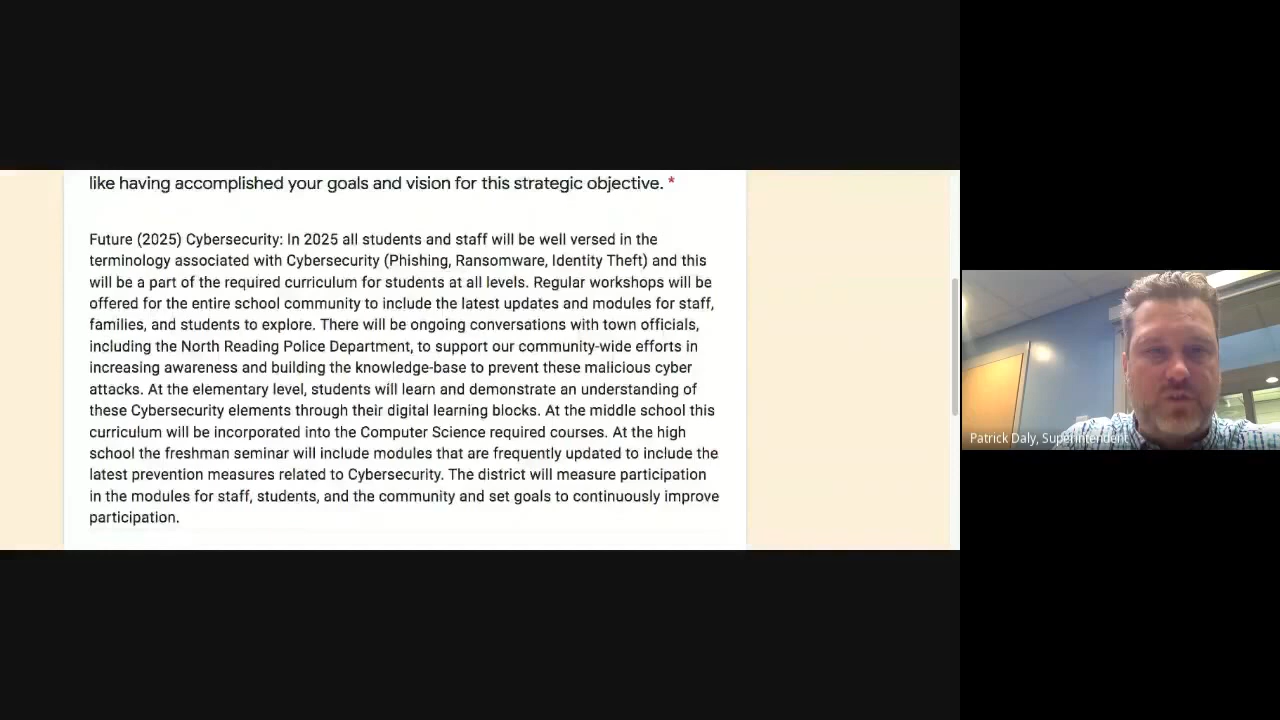 like having accomplished your goals and vision for this strategic objective. *
Future (2025) Cybersecurity: In 2025 all students and staff will be well versed in the
terminology associated with Cybersecurity (Phishing, Ransomware, Identity Theft) and this
will be a part of the required curriculum for students at all levels. Regular workshops will be
offered for the entire school community to include the latest updates and modules for staff,
families, and students to explore. There will be ongoing conversations with town officials,
including the North Reading Police Department, to support our community-wide efforts in
increasing awareness and building the knowledge-base to prevent these malicious cyber
attacks. At the elementary level, students will learn and demonstrate an understanding of
these Cybersecurity elements through their digital learning blocks. At the middle school this
curriculum will be incorporated into the Computer Science required courses. At the high
school the freshman seminar will include modules that are frequently updated to include the
latest prevention measures related to Cybersecurity. The district will measure participation
in the modules for staff, students, and the community and set goals to continuously improve
participation.
Patrick Daly, Superintendent